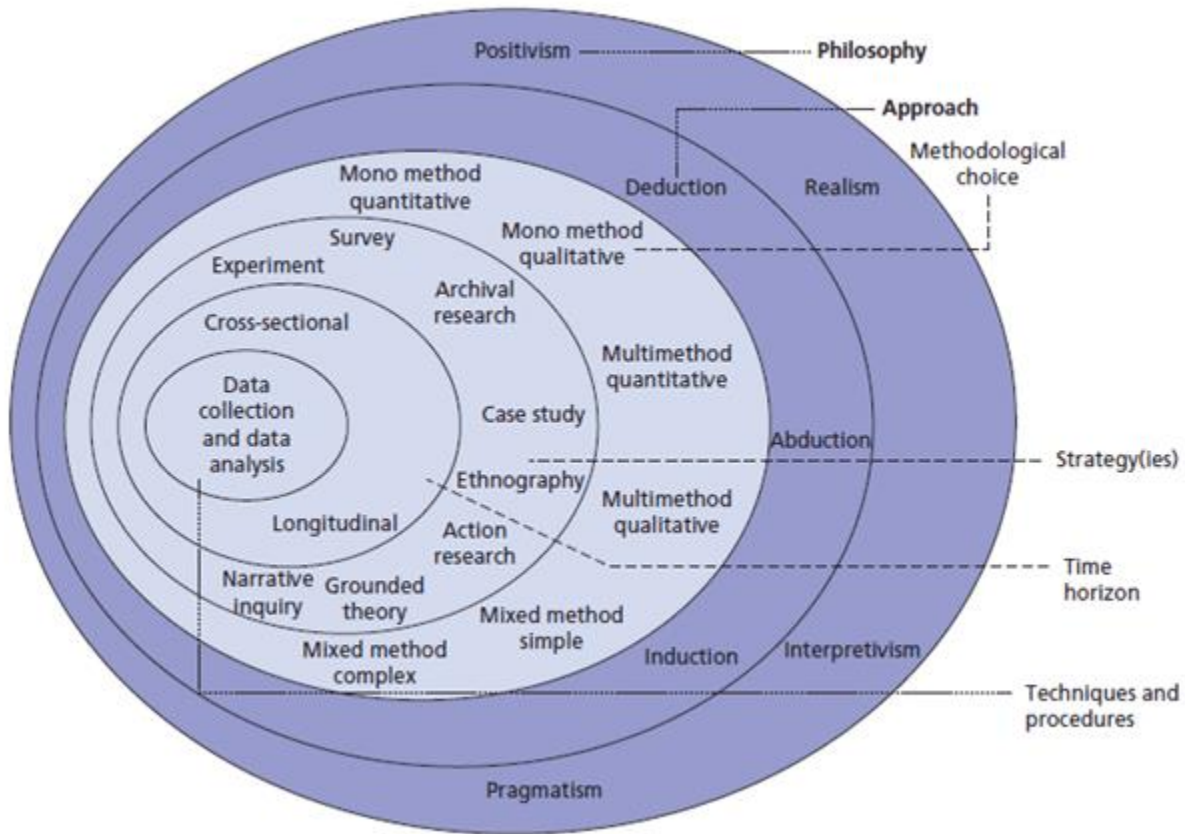 Positivism
Philosophy
Approach
Methodological
choice
Mono method
quantitative
Deduction
Realism
Survey
Mono method
qualitative
Experiment
Archival
research
Cross-sectional
Multimethod
quantitative
Data
collection
and data
analysis
Case study
Abduction
Strategy(ies)
Ethnography
Multimethod
qualitative
Longitudinal
Action
research
Time
horizon
Narrative
inquiry
Grounded
theory
Mixed method
simple
Mixed method
complex
Induction
Interpretivism
Techniques and
procedures
Pragmatism